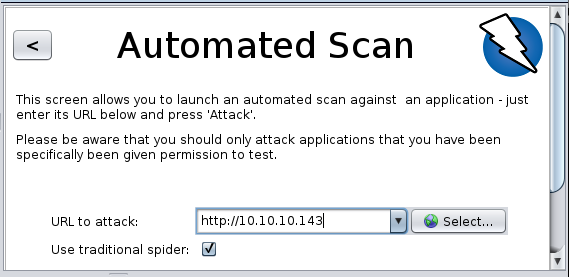 <
Automated Scan
This screen allows you to launch an automated scan against  an application - just
enter its URL below and press 'Attack'.
Please be aware that you should only attack applications that you have been
specifically been given permission to test.
URL to attack:
http://10.10.10.143
Select...
Use traditional spider: